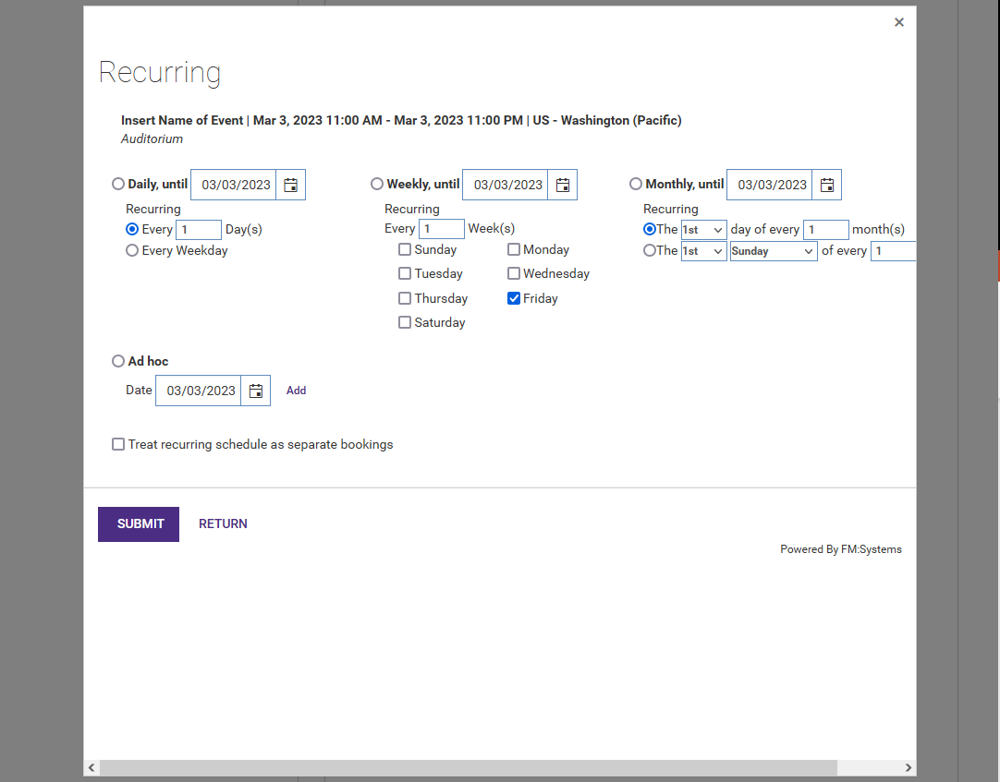 ×
Recurring
Insert Name of Event | Mar 3, 2023 11:00 AM - Mar 3, 2023 11:00 PM | US - Washington (Pacific)
Auditorium
Daily, until 03/03/2023
Recurring
Every 1 Day(s)
Every Weekday
Weekly, until 03/03/2023
Recurring
Every 1 Week(s)
Sunday Monday
Tuesday Wednesday
Thursday Friday
Saturday
Monthly, until 03/03/2023
Recurring
The 1st day of every 1 month(s)
The 1st Sunday of every 1
Ad hoc
Date 03/03/2023 Add
Treat recurring schedule as separate bookings
SUBMIT RETURN
Powered By FM:Systems